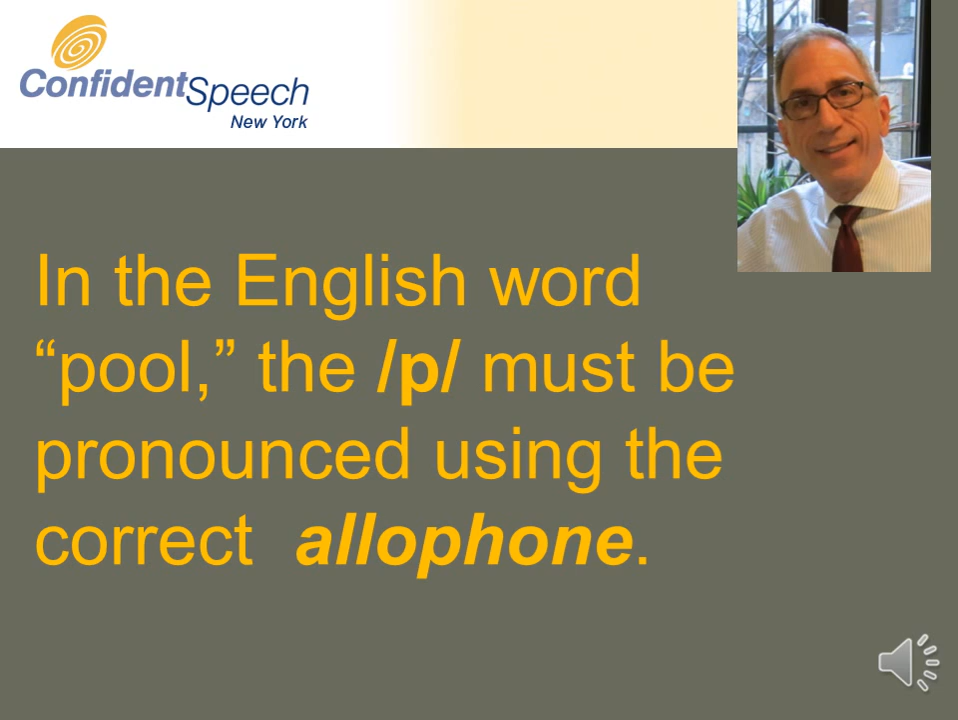 ConfidentSpeech
New York
In the English word
“pool,” the /p/ must be
pronounced using the
correct  allophone.